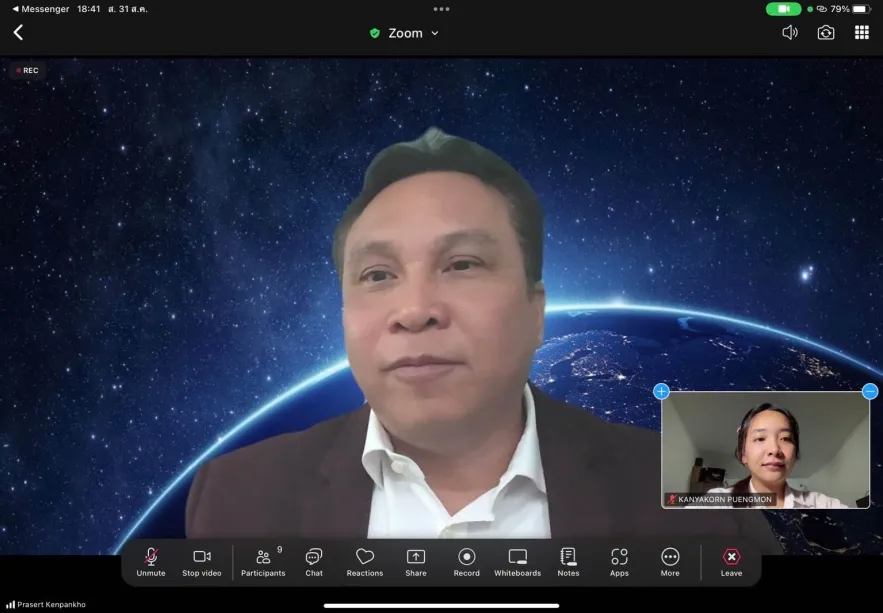 ◀ Messenger 18:41 ส. 31 ส.ค.
79%
Zoom
REC
KANYAKORN PUENGMON
9
Unmute Stop video Participants Chat Reactions Share Record Whiteboards Notes Apps More Leave
Prasert Kenpankho